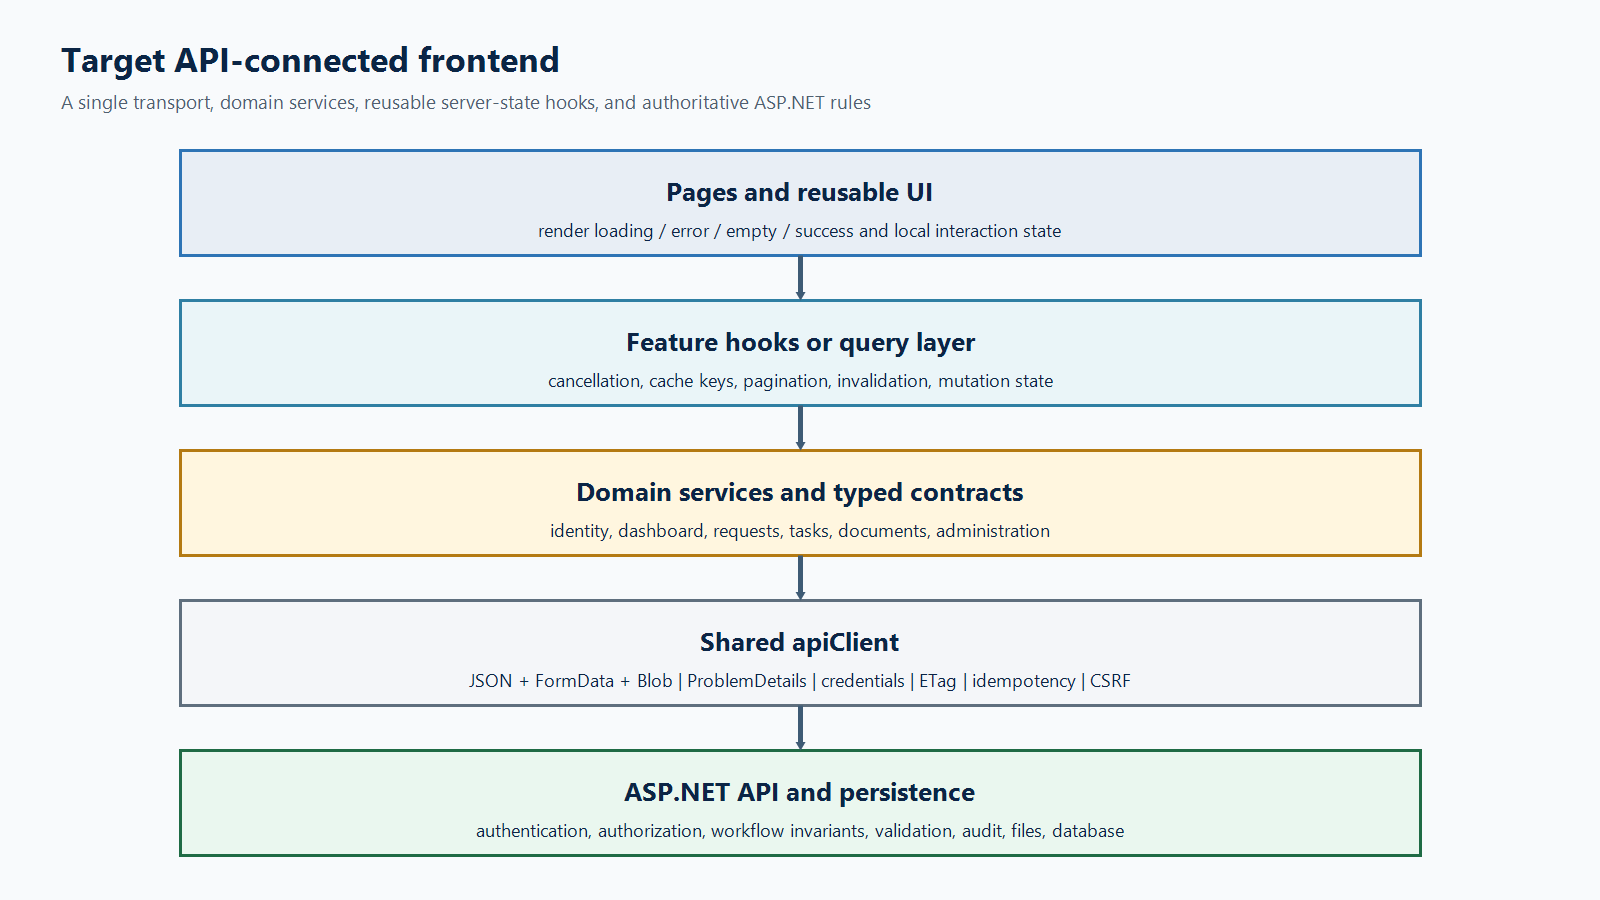 Target API-connected frontend
A single transport, domain services, reusable server-state hooks, and authoritative ASP.NET rules
Pages and reusable UI
render loading / error / empty / success and local interaction state
Feature hooks or query layer
cancellation, cache keys, pagination, invalidation, mutation state
Domain services and typed contracts
identity, dashboard, requests, tasks, documents, administration
Shared apiClient
JSON + FormData + Blob | ProblemDetails | credentials | ETag | idempotency | CSRF
ASP.NET API and persistence
authentication, authorization, workflow invariants, validation, audit, files, database